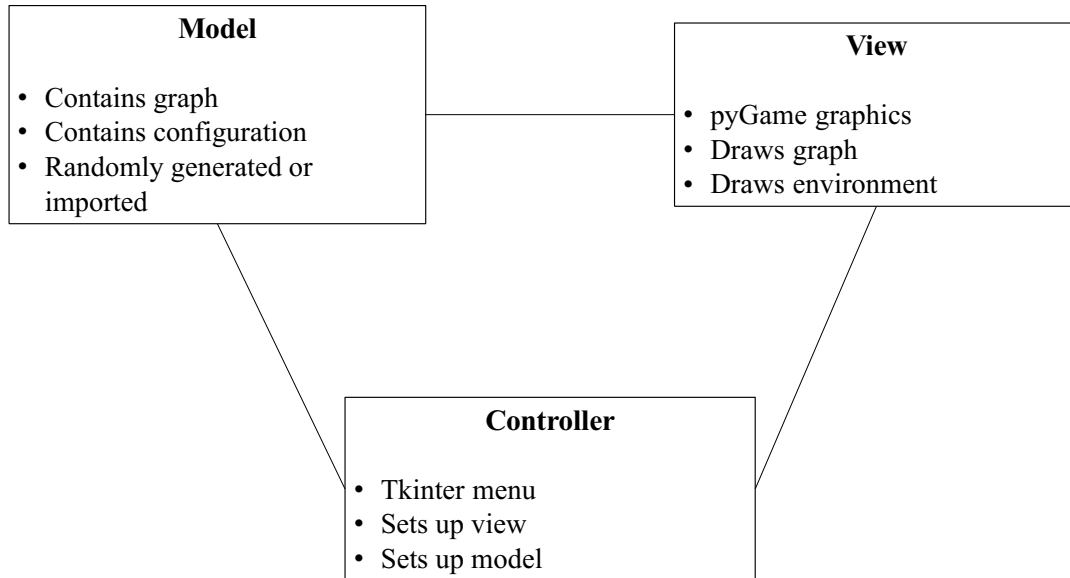 Model
• Contains graph
• Contains configuration
• Randomly generated or
imported
View
• pyGame graphics
• Draws graph
• Draws environment
Controller
• Tkinter menu
• Sets up view
• Sets up model